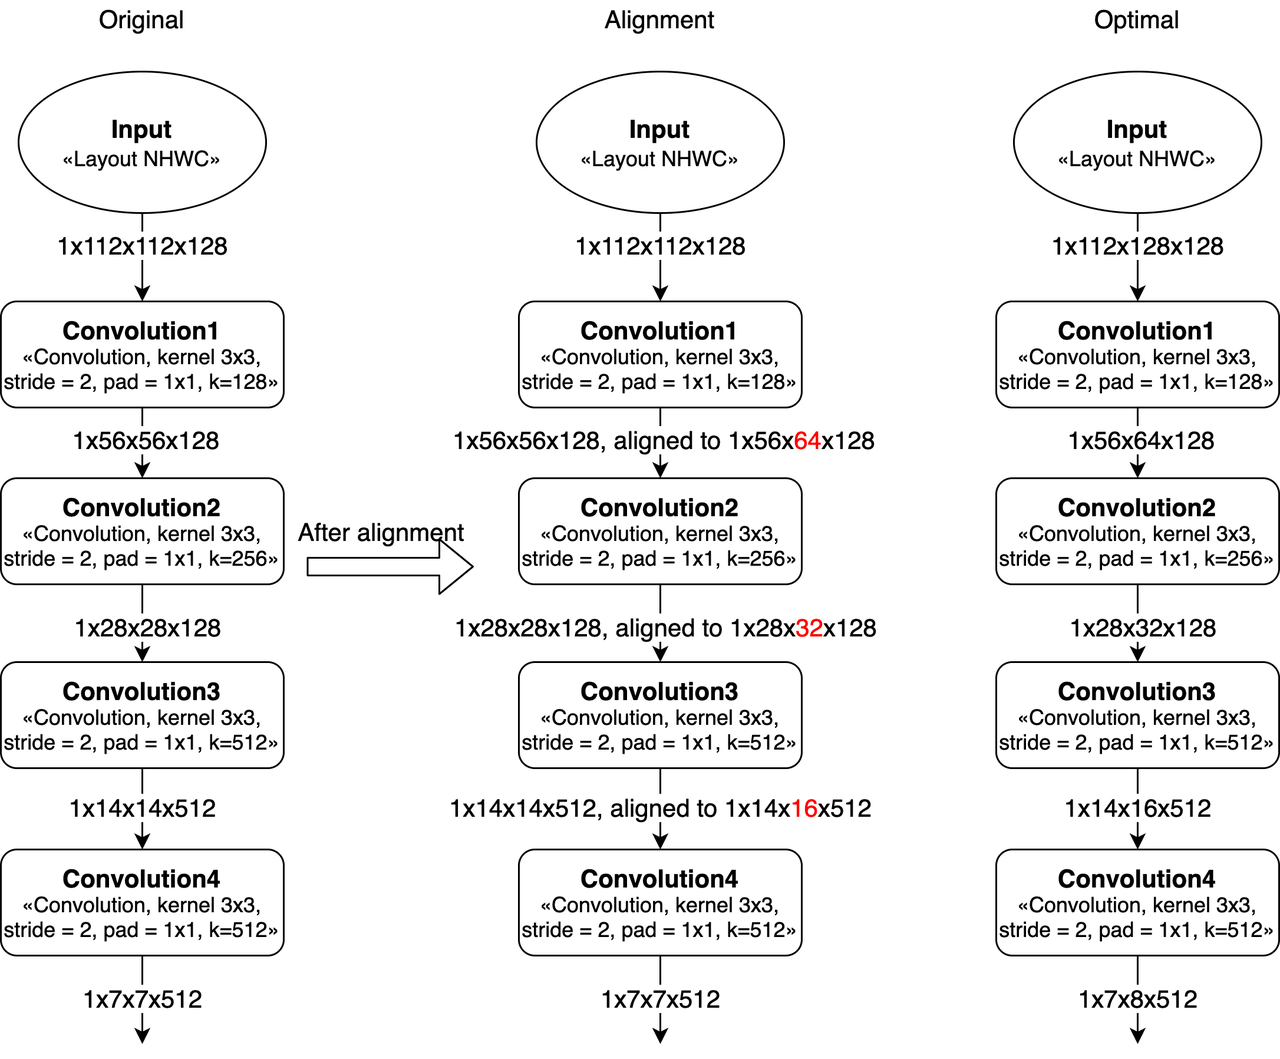 Original
Input
«Layout NHWC»
1x112x112x128
Convolution1
«Convolution, kernel 3x3,
stride = 2, pad = 1x1, k=128»
1x56x56x128
Convolution2
«Convolution, kernel 3x3,
stride = 2, pad = 1x1, k=256»
1x28x28x128
Convolution3
«Convolution, kernel 3x3,
stride = 2, pad = 1x1, k=512»
1x14x14x512
Convolution4
«Convolution, kernel 3x3,
stride = 2, pad = 1x1, k=512»
1x7x7x512
After alignment
Alignment
Input
«Layout NHWC»
1x112x112x128
Convolution1
«Convolution, kernel 3x3,
stride = 2, pad = 1x1, k=128»
1x56x56x128, aligned to 1x56x64x128
Convolution2
«Convolution, kernel 3x3,
stride = 2, pad = 1x1, k=256»
1x28x28x128, aligned to 1x28x32x128
Convolution3
«Convolution, kernel 3x3,
stride = 2, pad = 1x1, k=512»
1x14x14x512, aligned to 1x14x16x512
Convolution4
«Convolution, kernel 3x3,
stride = 2, pad = 1x1, k=512»
1x7x7x512
Optimal
Input
«Layout NHWC»
1x112x128x128
Convolution1
«Convolution, kernel 3x3,
stride = 2, pad = 1x1, k=128»
1x56x64x128
Convolution2
«Convolution, kernel 3x3,
stride = 2, pad = 1x1, k=256»
1x28x32x128
Convolution3
«Convolution, kernel 3x3,
stride = 2, pad = 1x1, k=512»
1x14x16x512
Convolution4
«Convolution, kernel 3x3,
stride = 2, pad = 1x1, k=512»
1x7x8x512